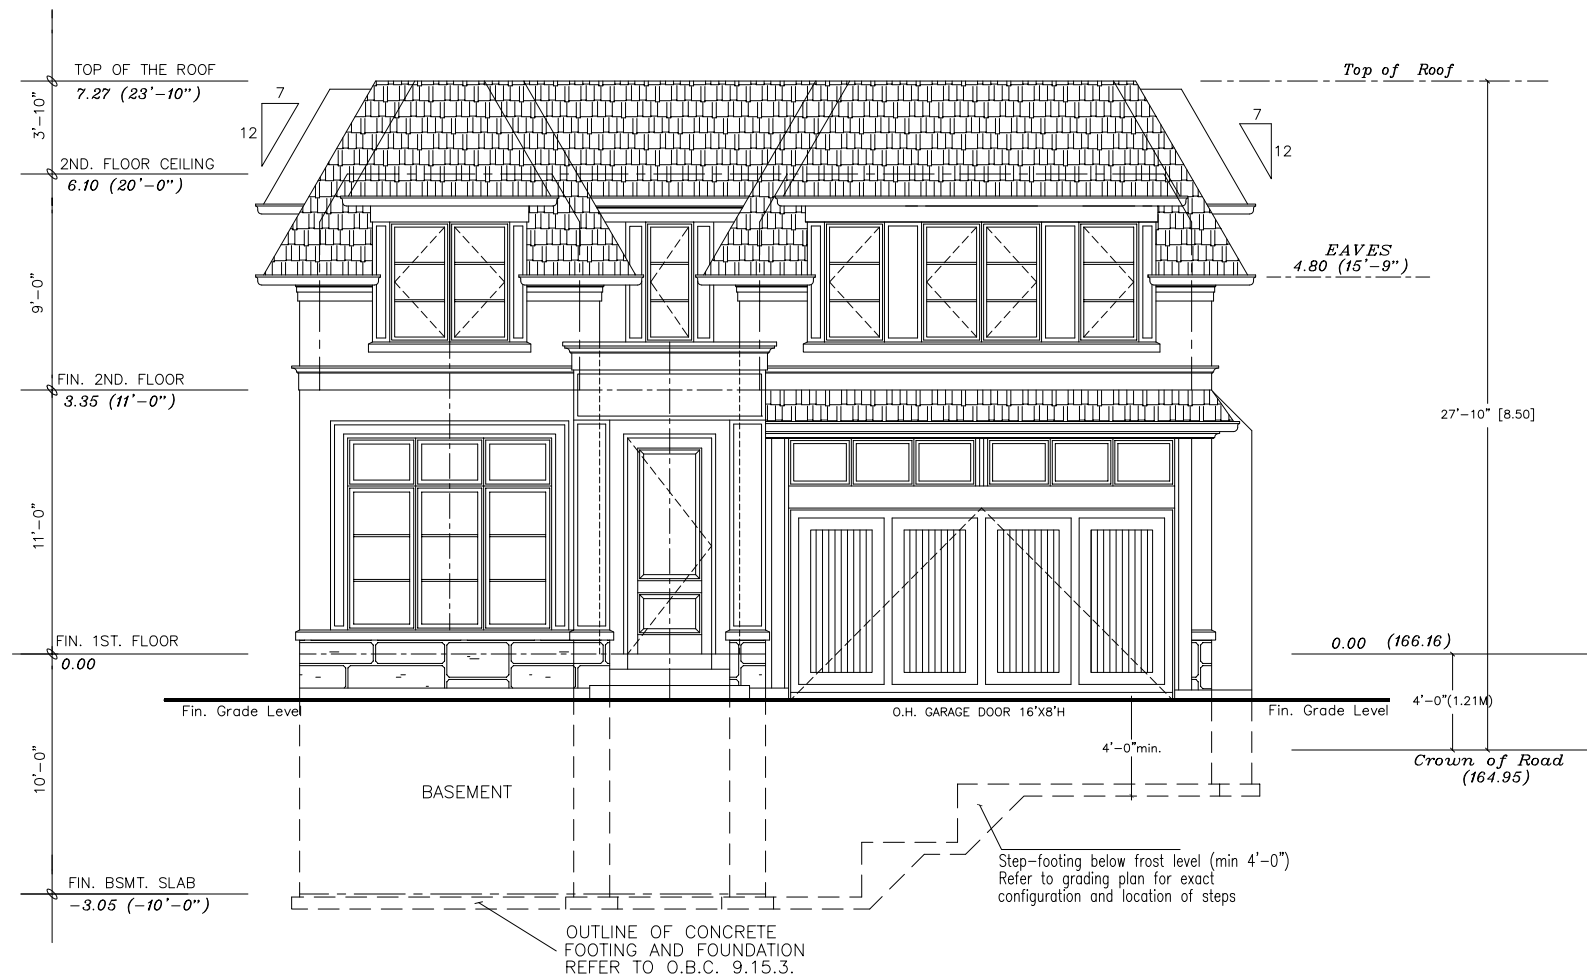 TOP OF THE ROOF
7.27 (23'-10")
3'-10"
7
12
2ND. FLOOR CEILING
6.10 (20'-0")
9'-0"
FIN. 2ND. FLOOR
3.35 (11'-0")
11'-0"
FIN. 1ST. FLOOR
0.00
Fin. Grade Level
10'-0"
FIN. BSMT. SLAB
-3.05 (-10'-0")
BASEMENT
OUTLINE OF CONCRETE
FOOTING AND FOUNDATION
REFER TO O.B.C. 9.15.3.
O.H. GARAGE DOOR 16'X8'H
4'-0"min.
Step-footing below frost level (min 4'-0")
Refer to grading plan for exact
configuration and location of steps
Top of Roof
7
12
EAVES
4.80 (15'-9")
27'-10" [8.50]
0.00 (166.16)
4'-0"(1.21M)
Fin. Grade Level
Crown of Road
(164.95)